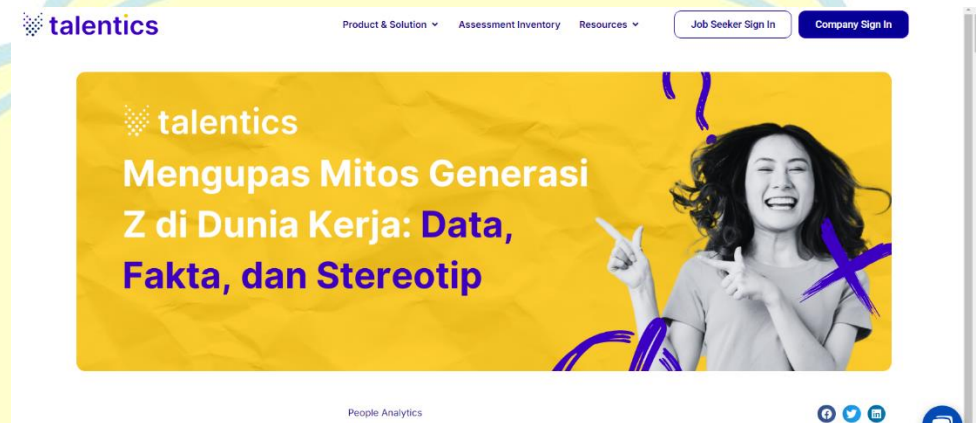 talentics
Product & Solution
Assessment Inventory
Resources
Job Seeker Sign In
Company Sign In
talentics
Mengupas Mitos Generasi
Z di Dunia Kerja: Data,
Fakta, dan Stereotip
People Analytics